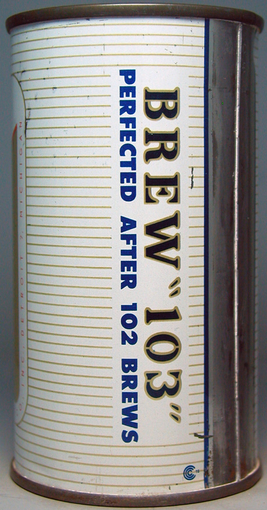 BREW "103"
PERFECTED AFTER 102 BREWS